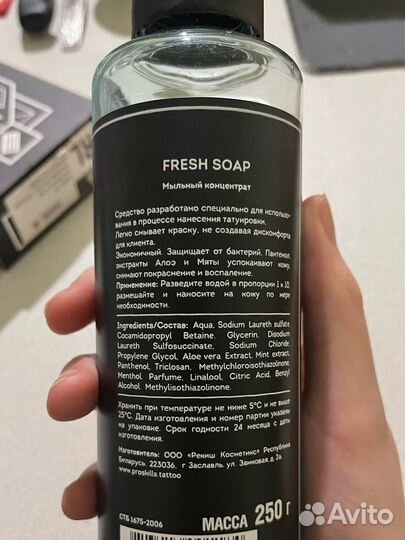 FRESH SOAP
Мыльный концентрат
Средство разработано специально для использо-
вания в процессе нанесения татуировки.
Легко смывает краску, не создавая дискомфорта
для клиента.
Экономичный. Защищает от бактерий. Пантенол,
экстракты Алоэ и Мяты успокаивают кожу,
снимают покраснение и воспаление.
Применение: Разведите водой в пропорции 1 к 10,
размешайте и наносите на кожу по мере
необходимости.
Ingredients/Состав: Aqua, Sodium Laureth sulfate,
Cocamidopropyl Betaine, Glycerin, Disodium
Laureth Sulfosuccinate, Sodium Chloride,
Propylene Glycol, Aloe vera Extract, Mint extract,
Panthenol, Triclosan, Methylchloroisothiazolinone,
Menthol Parfume, Linalool, Citric Acid, Benzyl
Alcohol, Methylisothiazolinone.
Хранить при температуре не ниже 5°С и не выше
25°С. Дата изготовления и номер партии указаны
на упаковке. Срок годности 24 месяца с даты
изготовления.
Изготовитель: ООО «Рекиш Косметикс» Республика
Беларусь, 223036, г Заславль, ул. Замковая, д. 2а.
www.proskills.tattoo
СТБ 1675-2006
МАССА 250 г
Avito